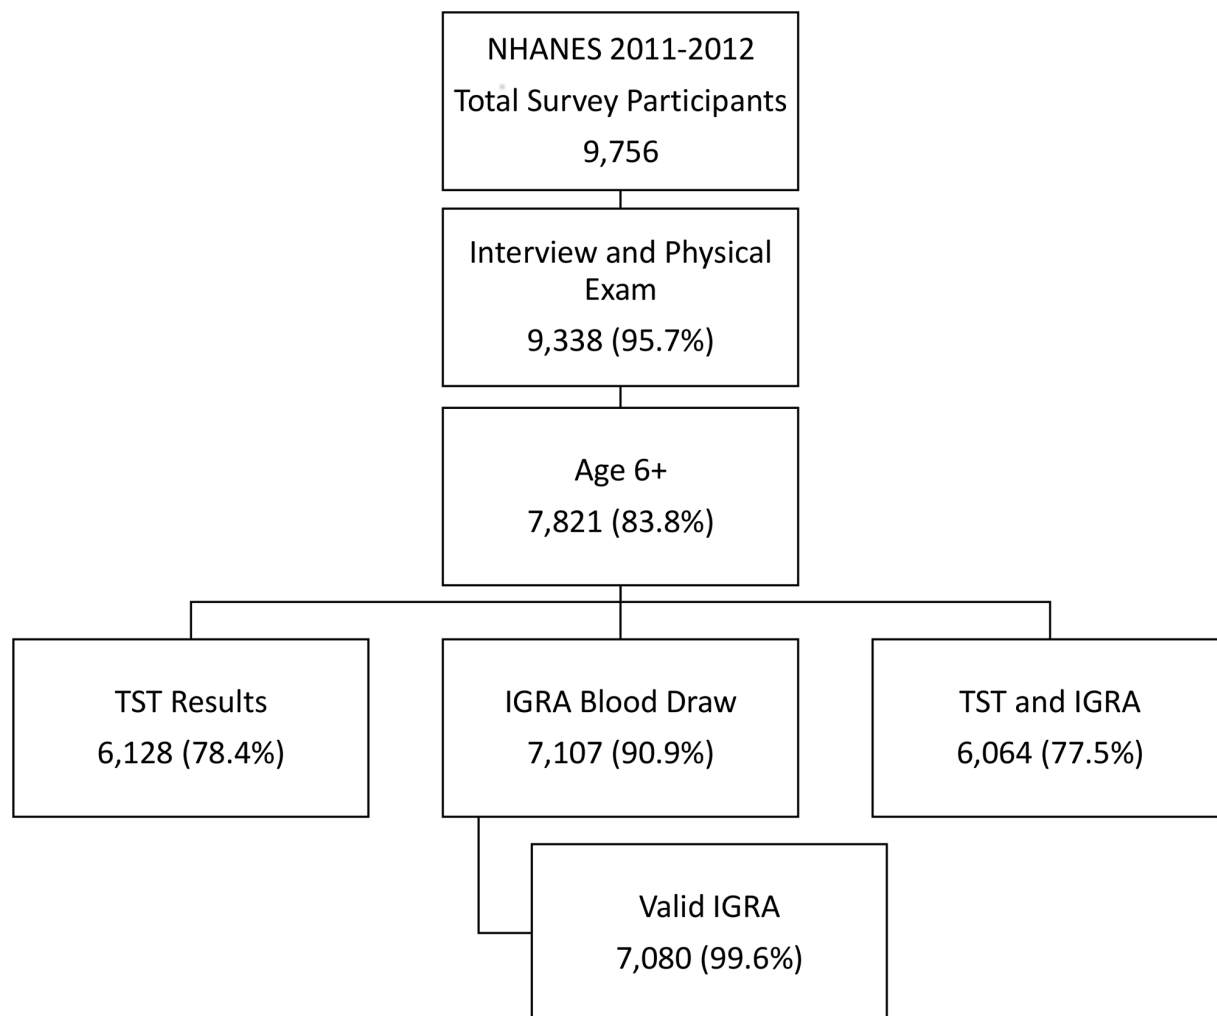 NHANES 2011-2012
Total Survey Participants
9,756
Interview and Physical
Exam
9,338 (95.7%)
Age 6+
7,821 (83.8%)
TST Results
6,128 (78.4%)
IGRA Blood Draw
7,107 (90.9%)
TST and IGRA
6,064 (77.5%)
Valid IGRA
7,080 (99.6%)